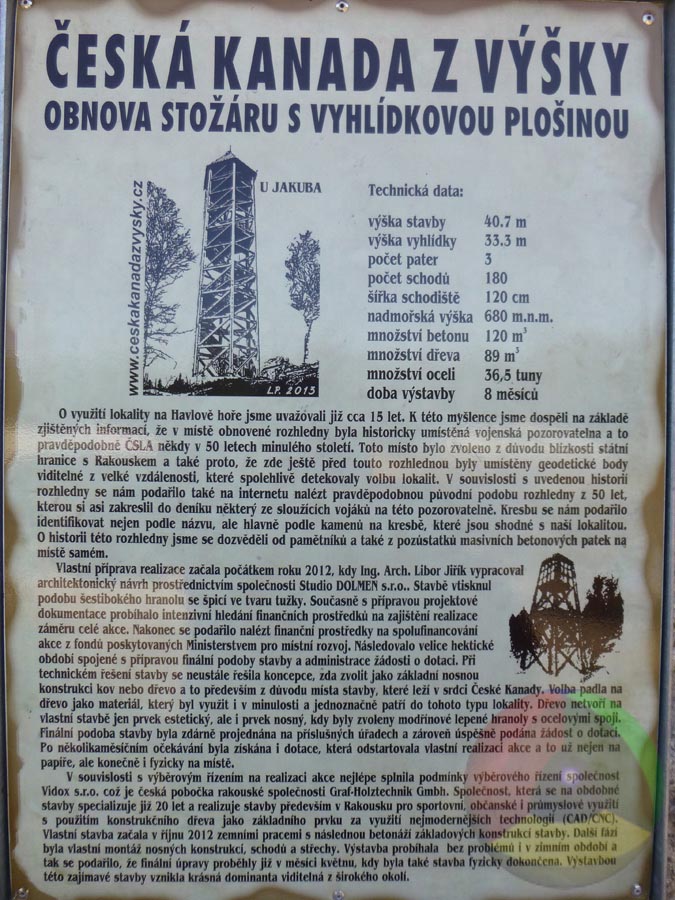 ČESKÁ KANADA Z VÝŠKY
OBNOVA STOŽÁRU S VYHLÍDKOVOU PLOŠINOU
www.ceskakanadazvysky.cz
U JAKUBA
L.P. 2013
Technická data:
výška stavby 40.7 m
výška vyhlídky 33.3 m
počet pater 3
počet schodů 180
šířka schodiště 120 cm
nadmořská výška 680 m.n.m.
množství betonu 120 m³
množství dřeva 89 m³
množství oceli 36,5 tuny
doba výstavby 8 měsíců
O využití lokality na Havlově hoře jsme uvažovali již cca 15 let. K této myšlence jsme dospěli na základě
zjištěných informací, že v místě obnovené rozhledny byla historicky umístěná vojenská pozorovatelna a to
pravděpodobně ČSLA někdy v 50 letech minulého století. Toto místo bylo zvoleno z důvodu blízkosti státní
hranice s Rakouskem a také proto, že zde ještě před touto rozhlednou byly umístěny geodetické body
viditelné z velké vzdálenosti, které spolehlivě detekovaly volbu lokalit. V souvislosti s uvedenou historií
rozhledny se nám podařilo také na internetu nalézt pravděpodobnou původní podobu rozhledny z 50 let,
kterou si asi zakreslil do deníku některý ze sloužících vojáků na této pozorovatelně. Kresbu se nám podařilo
identifikovat nejen podle názvu, ale hlavně podle kamenů na kresbě, které jsou shodné s naší lokalitou.
O historii této rozhledny jsme se dozvěděli od pamětníků a také z pozůstatků masivních betonových patek na
místě samém.
Vlastní příprava realizace začala počátkem roku 2012, kdy Ing. Arch. Libor Jiřík vypracoval
architektonický návrh prostřednictvím společnosti Studio DOLMEN s.r.o.. Stavbě vtisknul
podobu šestibokého hranolu se špicí ve tvaru tužky. Současně s přípravou projektové
dokumentace probíhalo intenzivní hledání finančních prostředků na zajištění realizace
záměru celé akce. Nakonec se podařilo nalézt finanční prostředky na spolufinancování
akce z fondů poskytovaných Ministerstvem pro místní rozvoj. Následovalo velice hektické
období spojené s přípravou finální podoby stavby a administrace žádosti o dotaci. Při
technickém řešení stavby se neustále řešila koncepce, zda zvolit jako základní nosnou
konstrukci kov nebo dřevo a to především z důvodu místa stavby, které leží v srdci České Kanady. Volba padla na
dřevo jako materiál, který byl využit i v minulosti a jednoznačně patří do tohoto typu lokality. Dřevo netvoří na
vlastní stavbě jen prvek estetický, ale i prvek nosný, kdy byly zvoleny modřínové lepené hranoly s ocelovými spoji.
Finální podoba stavby byla zdárně projednána na příslušných úřadech a zároveň úspěšně podána žádost o dotaci.
Po několikaměsíčním očekávání byla získána i dotace, která odstartovala vlastní realizaci akce a to už nejen na
papíře, ale konečně i fyzicky na místě.
V souvislosti s výběrovým řízením na realizaci akce nejlépe splnila podmínky výběrového řízení společnost
Vidox s.r.o. což je česká pobočka rakouské společnosti Graf-Holztechnik Gmbh. Společnost, která se na obdobné
stavby specializuje již 20 let a realizuje stavby především v Rakousku pro sportovní, občanské i průmyslové využití
s použitím konstrukčního dřeva jako základního prvku za využití nejmodernějších technologií (CAD/CNC).
Vlastní stavba začala v říjnu 2012 zemními pracemi s následnou betonáží základových konstrukcí stavby. Další fází
byla vlastní montáž nosných konstrukcí, schodů a střechy. Výstavba probíhala bez problémů i v zimním období a
tak se podařilo, že finální úpravy proběhly již v měsíci květnu, kdy byla také stavba fyzicky dokončena. Výstavbou
této zajímavé stavby vznikla krásná dominanta viditelná z širokého okolí.